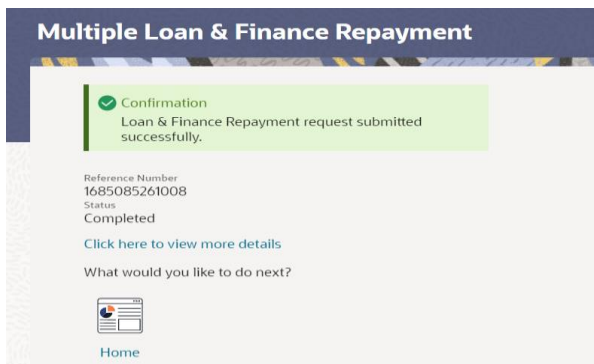 Multiple Loan & Finance Repayment
Confirmation
Loan & Finance Repayment request submitted
successfully.
Reference Number
1685085261008
Status
Completed
Click here to view more details
What would you like to do next?
Home